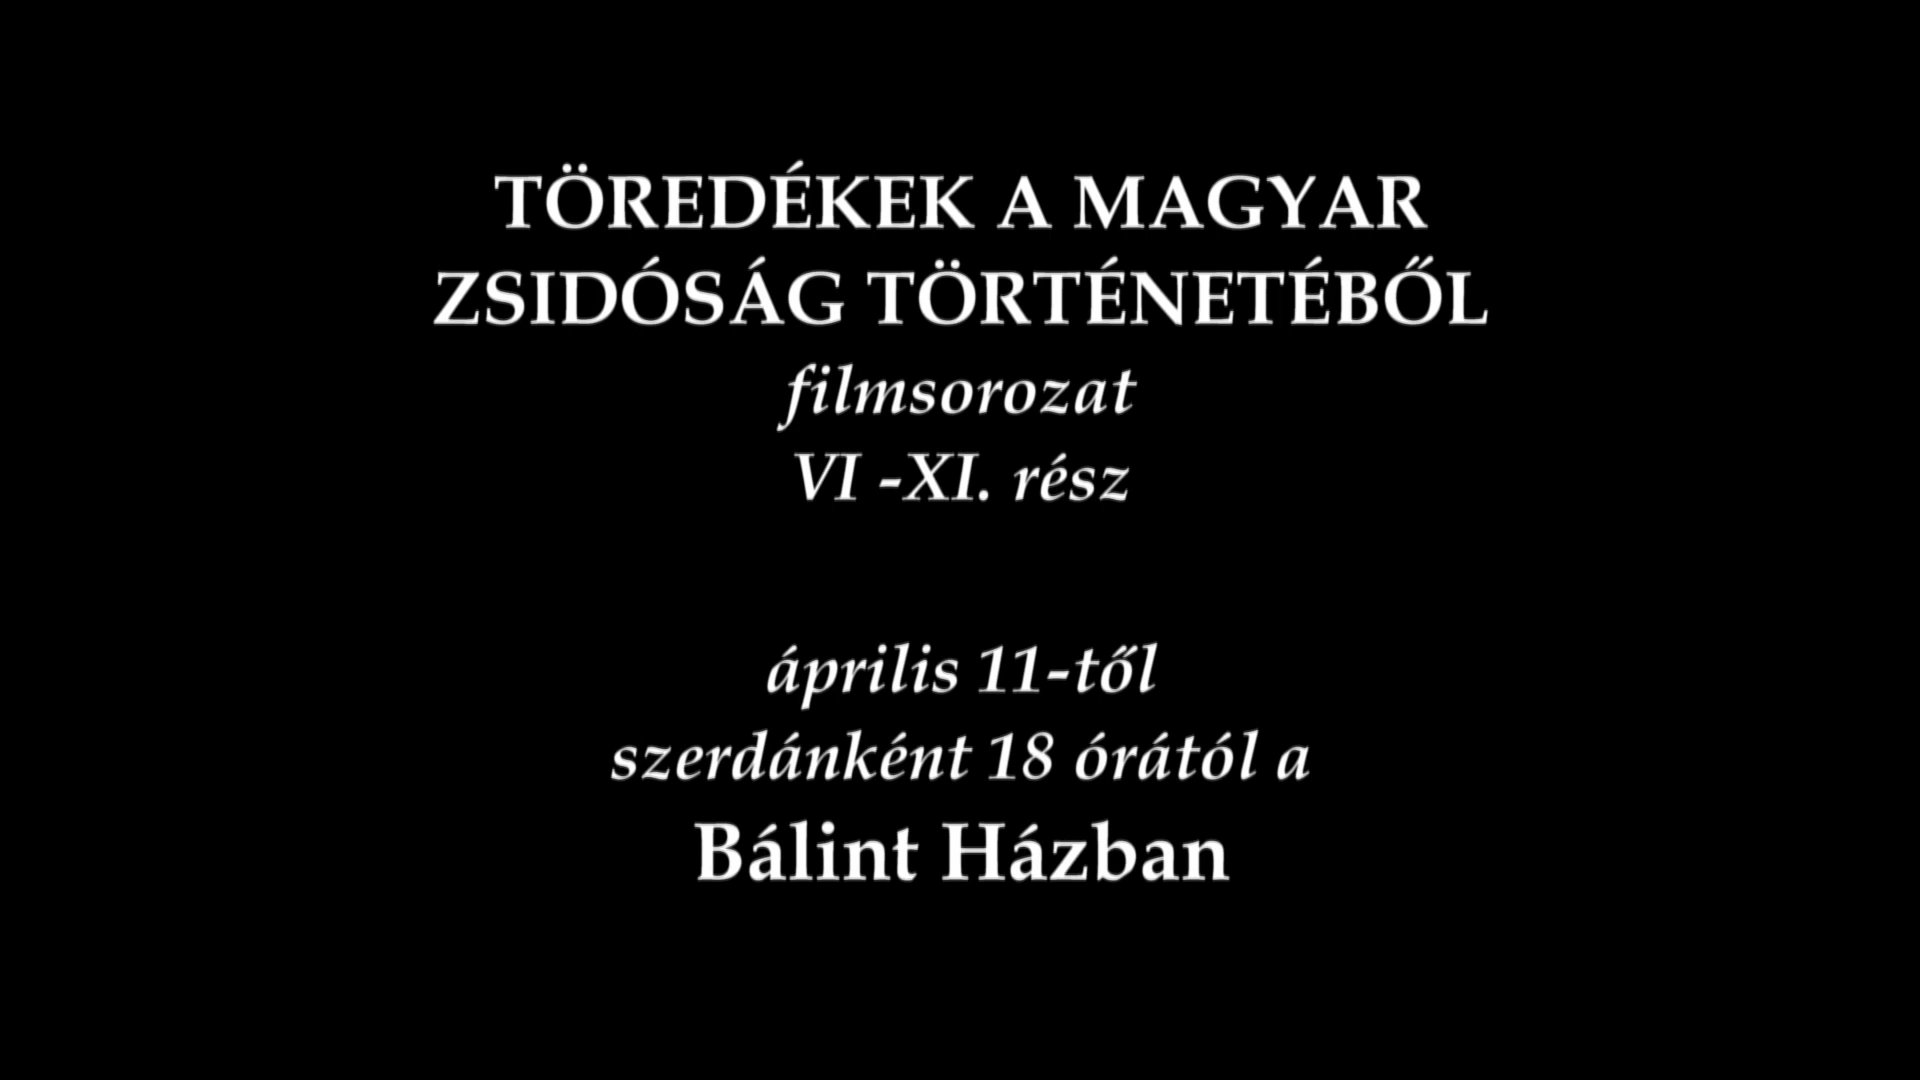 TÖREDÉKEK A MAGYAR
ZSIDÓSÁG TÖRTÉNETÉBŐL
filmsorozat
VI -XI. rész
április 11-től
szerdánként 18 órától a
Bálint Házban